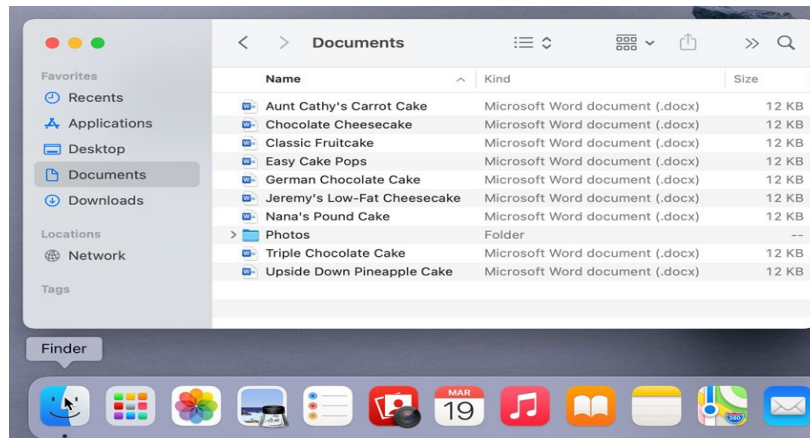 Documents
Favorites
Name Kind Size
Recents
Aunt Cathy's Carrot Cake Microsoft Word document (.docx) 12 KB
Applications
Chocolate Cheesecake Microsoft Word document (.docx) 12 KB
Classic Fruitcake Microsoft Word document (.docx) 12 KB
Desktop
Easy Cake Pops Microsoft Word document (.docx) 12 KB
Documents
German Chocolate Cake Microsoft Word document (.docx) 12 KB
Jeremy's Low-Fat Cheesecake Microsoft Word document (.docx) 12 KB
Downloads
Nana's Pound Cake Microsoft Word document (.docx) 12 KB
Locations
Photos Folder --
Network
Triple Chocolate Cake Microsoft Word document (.docx) 12 KB
Upside Down Pineapple Cake Microsoft Word document (.docx) 12 KB
Tags
Finder
MAR
19
280